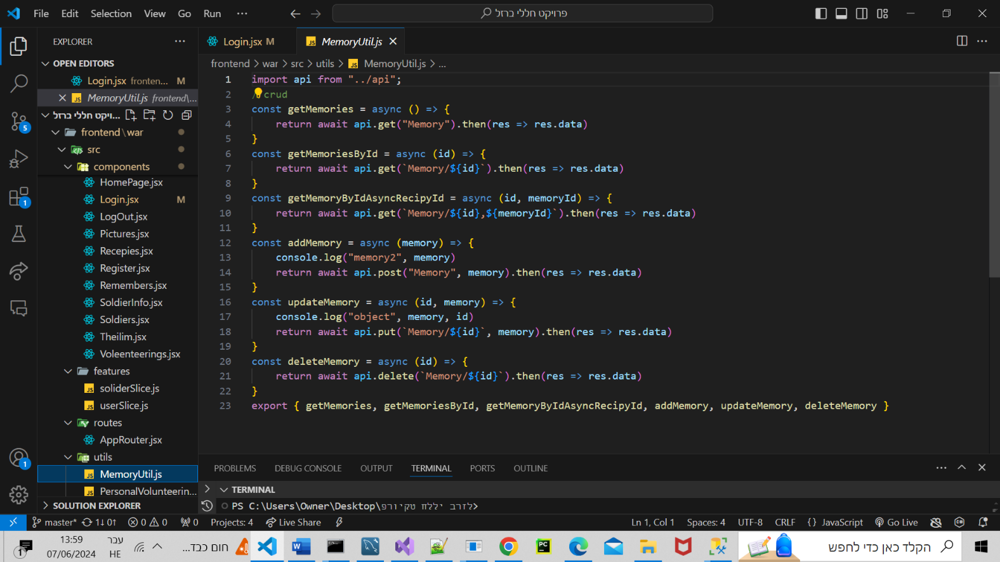 File Edit Selection View Go Run ···
פרויקט חללי ברזל
EXPLORER
OPEN EDITORS
Login.jsx fronten... M
MemoryUtil.js frontend\...
ויקט חללי ברזל...
frontend\war
src
components
HomePage.jsx
Login.jsx M
LogOut.jsx
Pictures.jsx
Recepies.jsx
Register.jsx
Remembers.jsx
SoldierInfo.jsx
Soldiers.jsx
Theilim.jsx
Voleenteerings.jsx
features
soliderSlice.js
userSlice.js
routes
AppRouter.jsx
utils
MemoryUtil.js
PersonalVolunteerin...
SOLUTION EXPLORER
5
1
1
Login.jsx M
MemoryUtil.js
frontend > war > src > utils > MemoryUtil.js > ...
1 import api from "../api";
2 / crud
3 const getMemories = async () => {
4 return await api.get("Memory").then(res => res.data)
5 }
6 const getMemoriesById = async (id) => {
7 return await api.get(`Memory/${id}`).then(res => res.data)
8 }
9 const getMemoryByIdAsyncRecipyId = async (id, memoryId) => {
10 return await api.get(`Memory/${id},${memoryId}`).then(res => res.data)
11 }
12 const addMemory = async (memory) => {
13 console.log("memory2", memory)
14 return await api.post("Memory", memory).then(res => res.data)
15 }
16 const updateMemory = async (id, memory) => {
17 console.log("object", memory, id)
18 return await api.put(`Memory/${id}`, memory).then(res => res.data)
19 }
20 const deleteMemory = async (id) => {
21 return await api.delete(`Memory/${id}`).then(res => res.data)
22 }
23 export { getMemories, getMemoriesById, getMemoryByIdAsyncRecipyId, addMemory, updateMemory, deleteMemory }
PROBLEMS DEBUG CONSOLE OUTPUT TERMINAL PORTS OUTLINE
TERMINAL
PS C:\Users\Owner\Desktop\פרויקט חללי ברזל>
master* 1↓ 0↑ 0 0 0 Projects: 4 Live Share Ln 1, Col 1 Spaces: 4 UTF-8 CRLF {} JavaScript Go Live
1
13:59
07/06/2024
עבר
HE
חום כבד...
הקלד כאן כדי לחפש